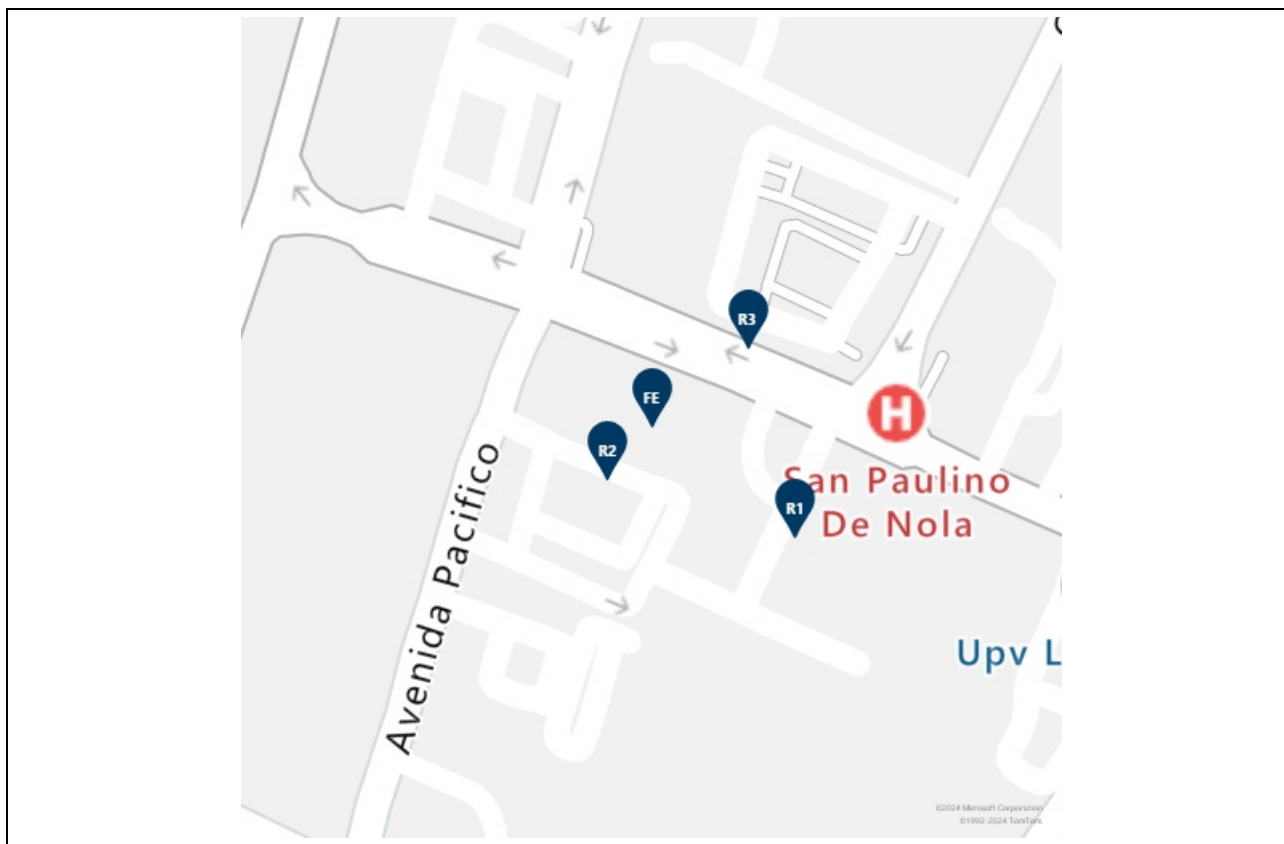 R3
FE
R2
H
San Paulino
De Nola
R1
Avenida Pacifico
Upv L
©2024 Microsoft Corporation
©1992-2024 TomTom